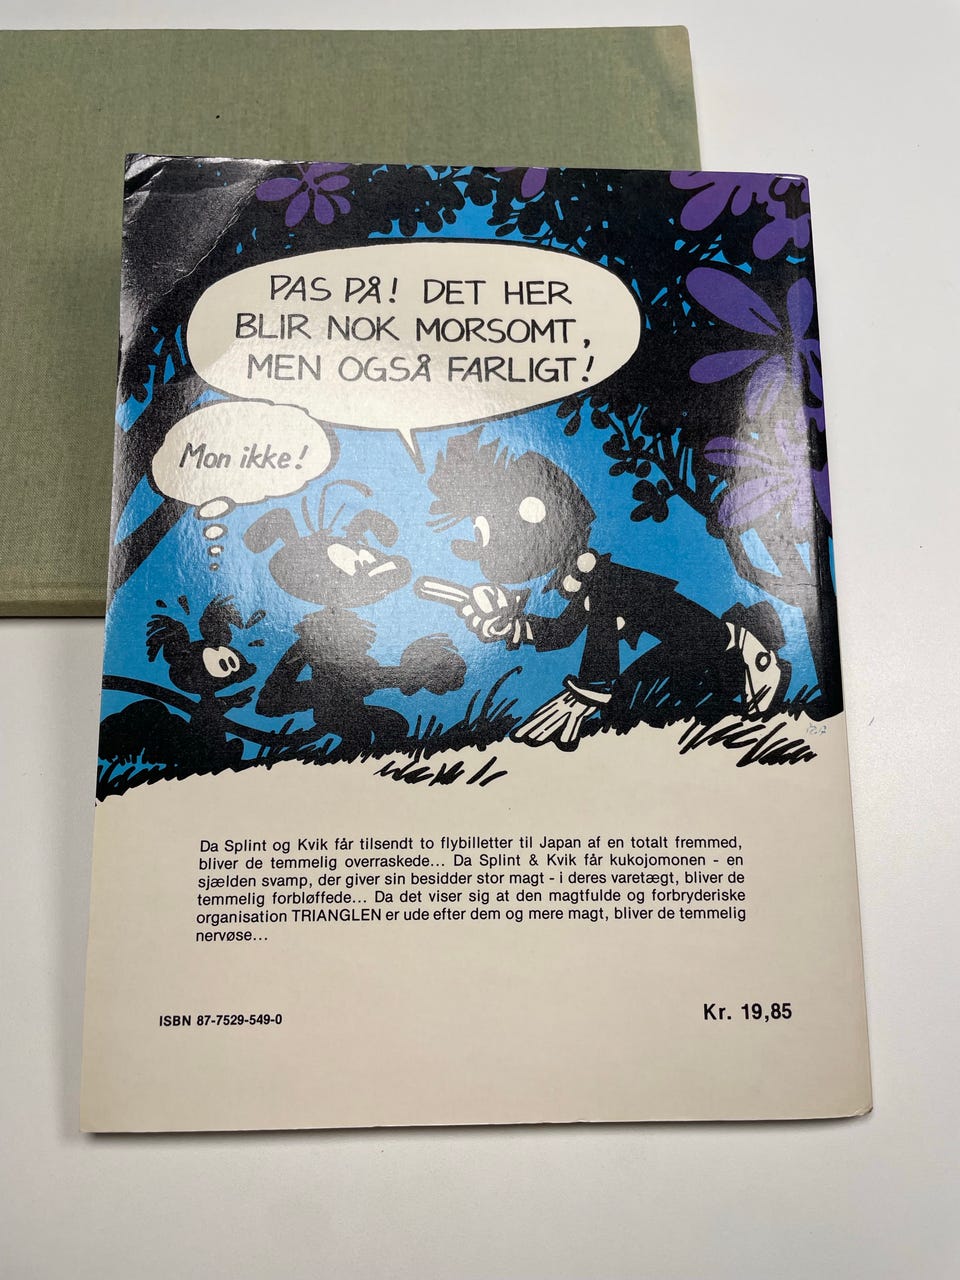 PAS PÅ! DET HER
BLIR NOK MORSOMT,
MEN OGSÅ FARLIGT!
Mon ikke!
Da Splint og Kvik får tilsendt to flybilletter til Japan af en totalt fremmed,
bliver de temmelig overraskede... Da Splint & Kvik får kukojomonen - en
sjælden svamp, der giver sin besidder stor magt - i deres varetægt, bliver de
temmelig forbløffede... Da det viser sig at den magtfulde og forbryderiske
organisation TRIANGLEN er ude efter dem og mere magt, bliver de temmelig
nervøse...
ISBN 87-7529-549-0
Kr. 19,85